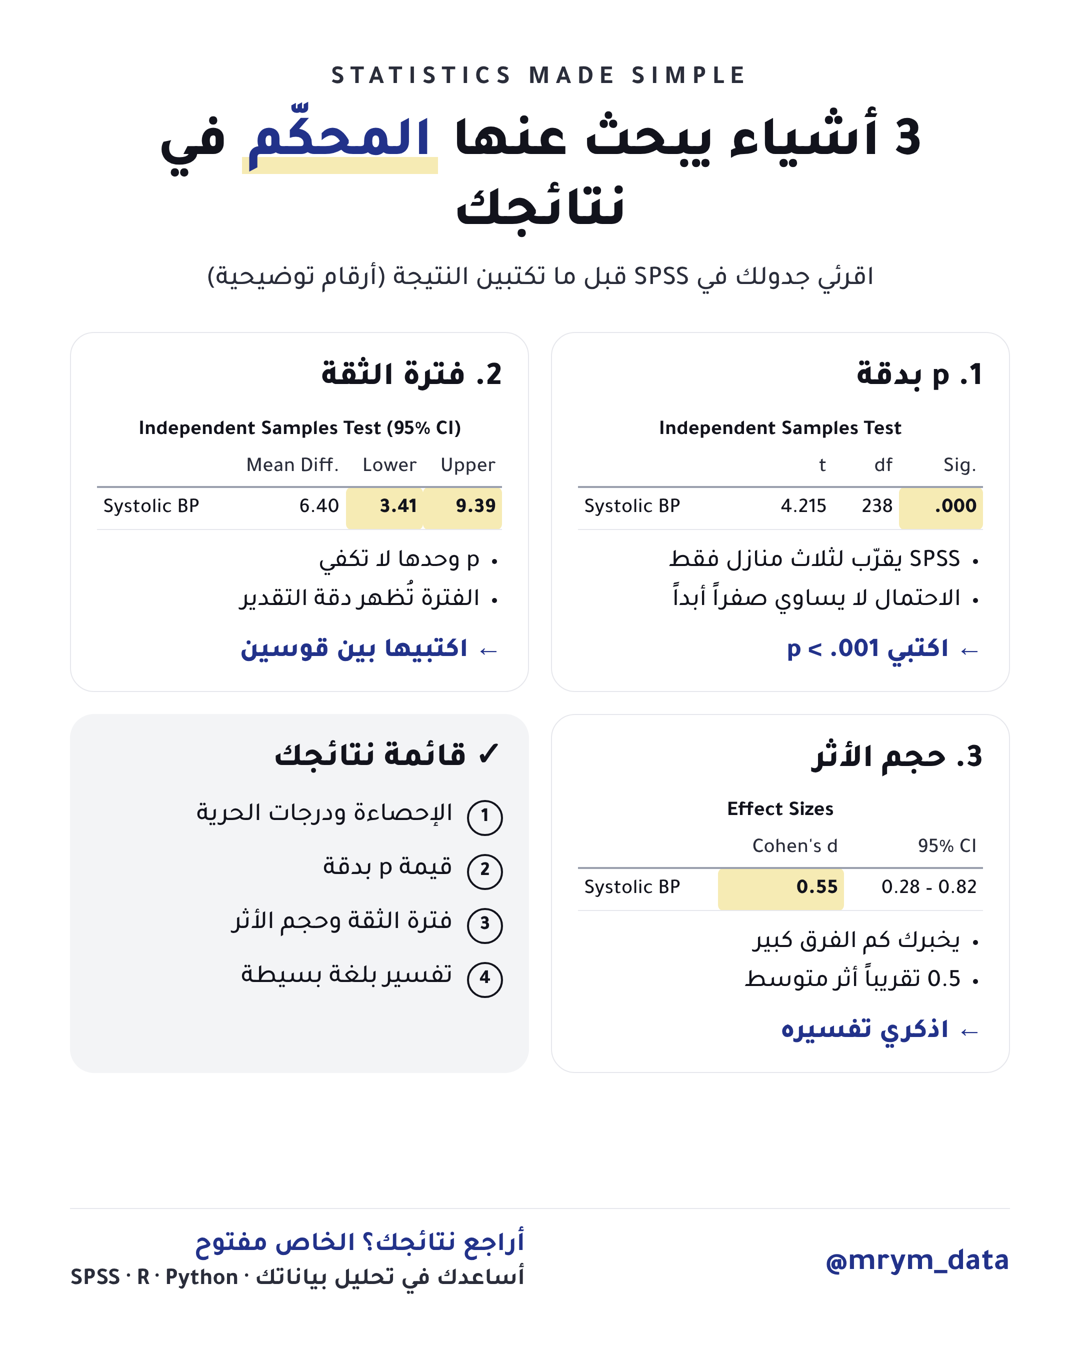 STATISTICS MADE SIMPLE
3 أشياء يبحث عنها المحكّم في
نتائجك
اقرئي جدولك في SPSS قبل ما تكتبين النتيجة (أرقام توضيحية)
1. p بدقة
Independent Samples Test
t df Sig.
Systolic BP 4.215 238 .000
• SPSS يقرّب لثلاث منازل فقط
• الاحتمال لا يساوي صفراً أبداً
← اكتبي p < .001
2. فترة الثقة
Independent Samples Test (95% CI)
Mean Diff. Lower Upper
Systolic BP 6.40 3.41 9.39
• p وحدها لا تكفي
• الفترة تُظهر دقة التقدير
← اكتبيها بين قوسين
3. حجم الأثر
Effect Sizes
Cohen's d 95% CI
Systolic BP 0.55 0.28 - 0.82
• يخبرك كم الفرق كبير
• 0.5 تقريباً أثر متوسط
← اذكري تفسيره
✓ قائمة نتائجك
1 الإحصاءة ودرجات الحرية
2 قيمة p بدقة
3 فترة الثقة وحجم الأثر
4 تفسير بلغة بسيطة
@mrym_data
أراجع نتائجك؟ الخاص مفتوح
أساعدك في تحليل بياناتك · SPSS · R · Python